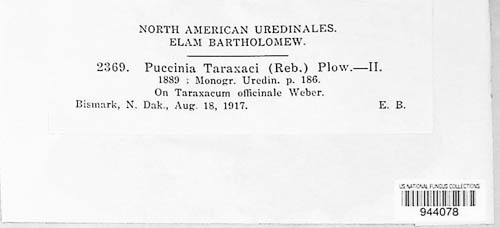 NORTH AMERICAN UREDINALES.
ELAM BARTHOLOMEW.
2369. Puccinia Taraxaci (Reb.) Plow.—II.
1889 : Monogr. Uredin. p. 186.
On Taraxacum officinale Weber.
Bismark, N. Dak., Aug. 18, 1917. E. B.
US NATIONAL FUNGUS COLLECTIONS
944078